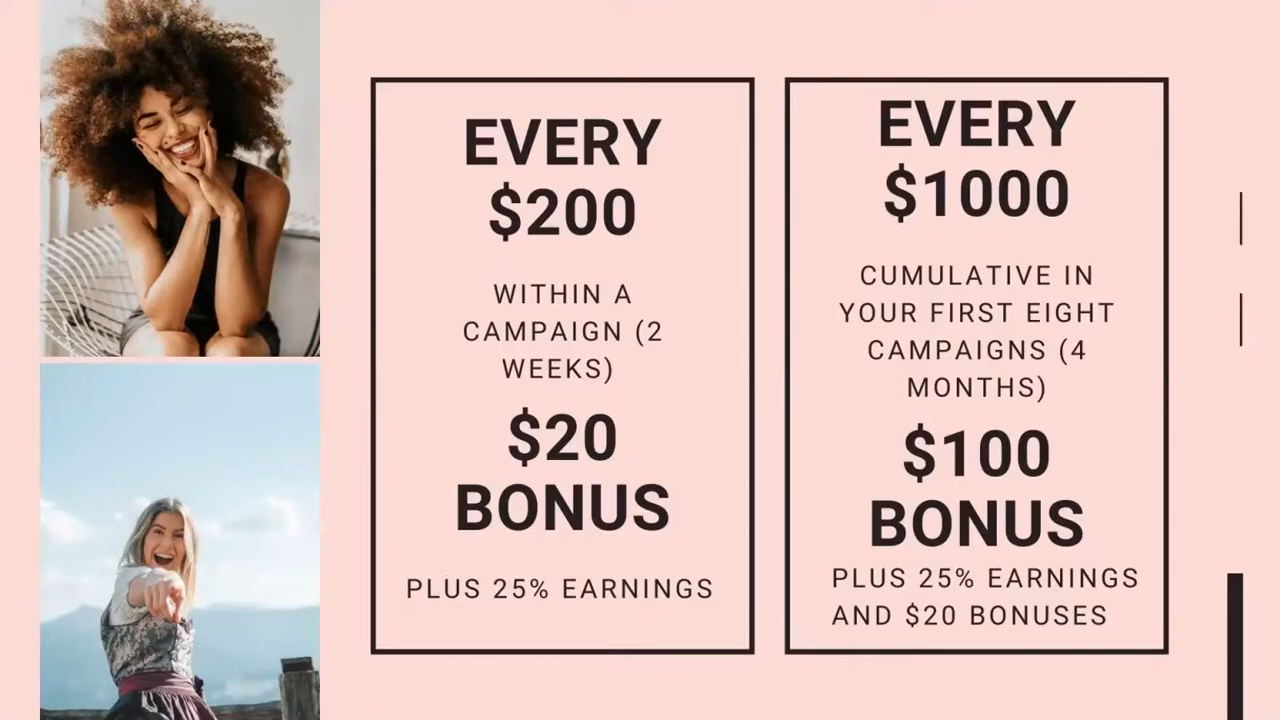 EVERY
$200
WITHIN A
CAMPAIGN (2
WEEKS)
$20
BONUS
PLUS 25% EARNINGS
EVERY
$1000
CUMULATIVE IN
YOUR FIRST EIGHT
CAMPAIGNS (4
MONTHS)
$100
BONUS
PLUS 25% EARNINGS
AND $20 BONUSES